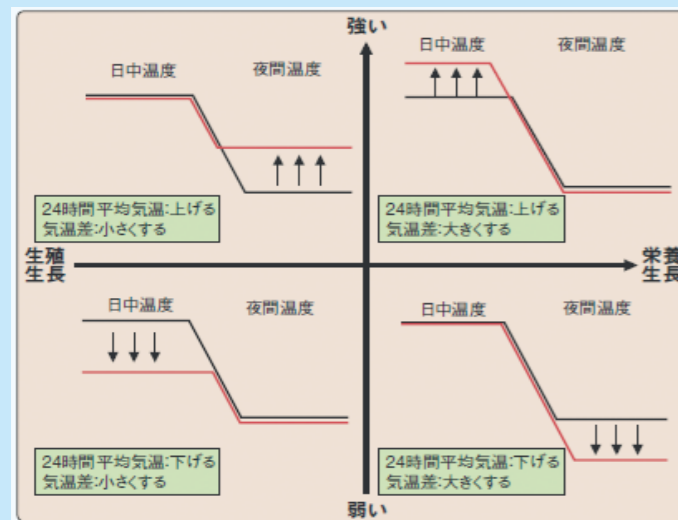 強い
日中温度
夜間温度
24時間平均気温:上げる
気温差:小さくする
日中温度
夜間温度
24時間平均気温:上げる
気温差:大きくする
生殖
生長
栄養
生長
日中温度
夜間温度
24時間平均気温:下げる
気温差:小さくする
日中温度
夜間温度
24時間平均気温:下げる
気温差:大きくする
弱い